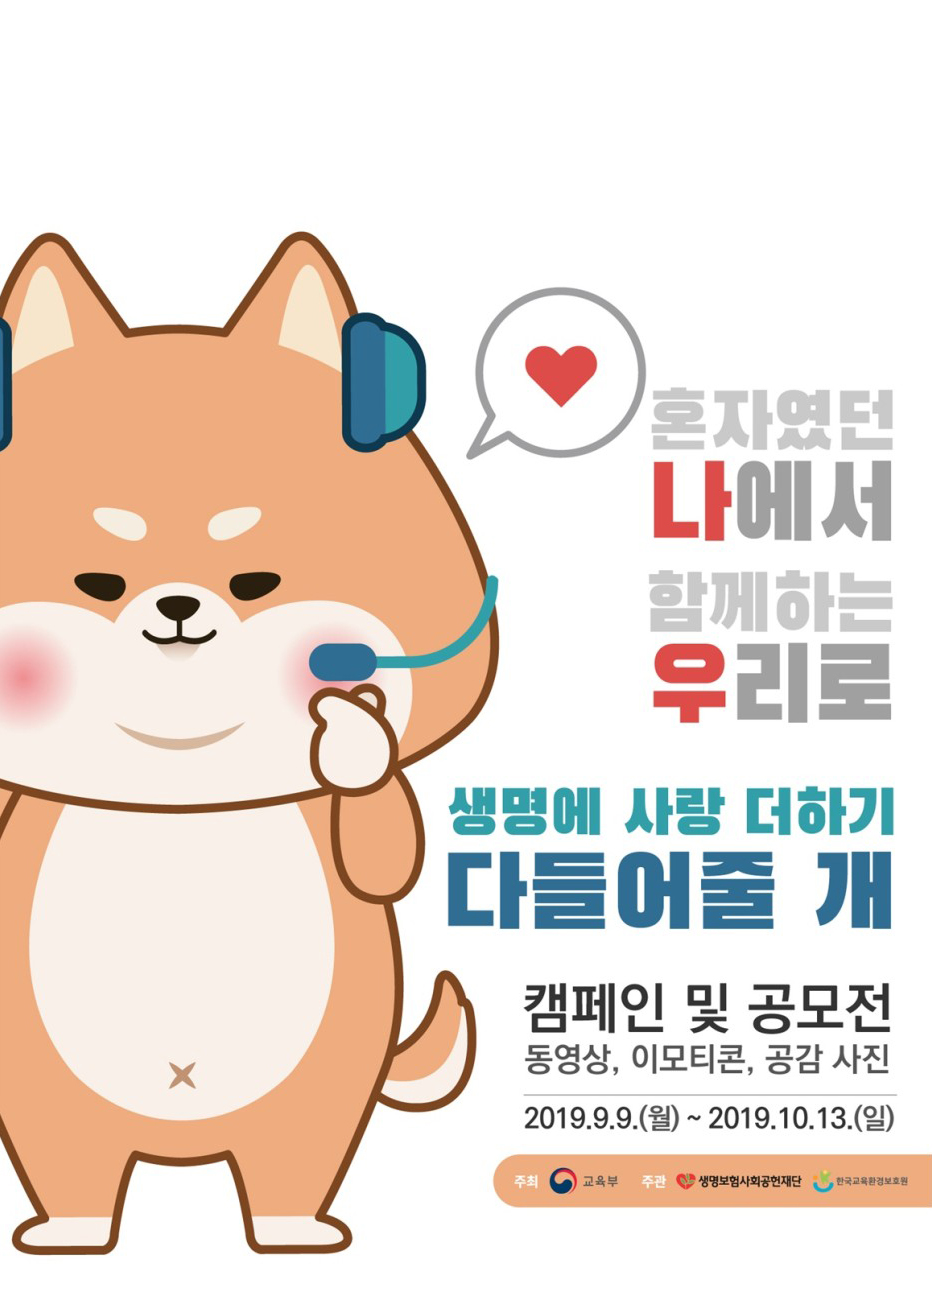 혼자였던
나에서
함께하는
우리로
생명에 사랑 더하기
다들어줄 개
캠페인 및 공모전
동영상, 이모티콘, 공감 사진
2019.9.9.(월) ~ 2019.10.13.(일)
주최 교육부 주관 생명보험사회공헌재단 한국교육환경보호원